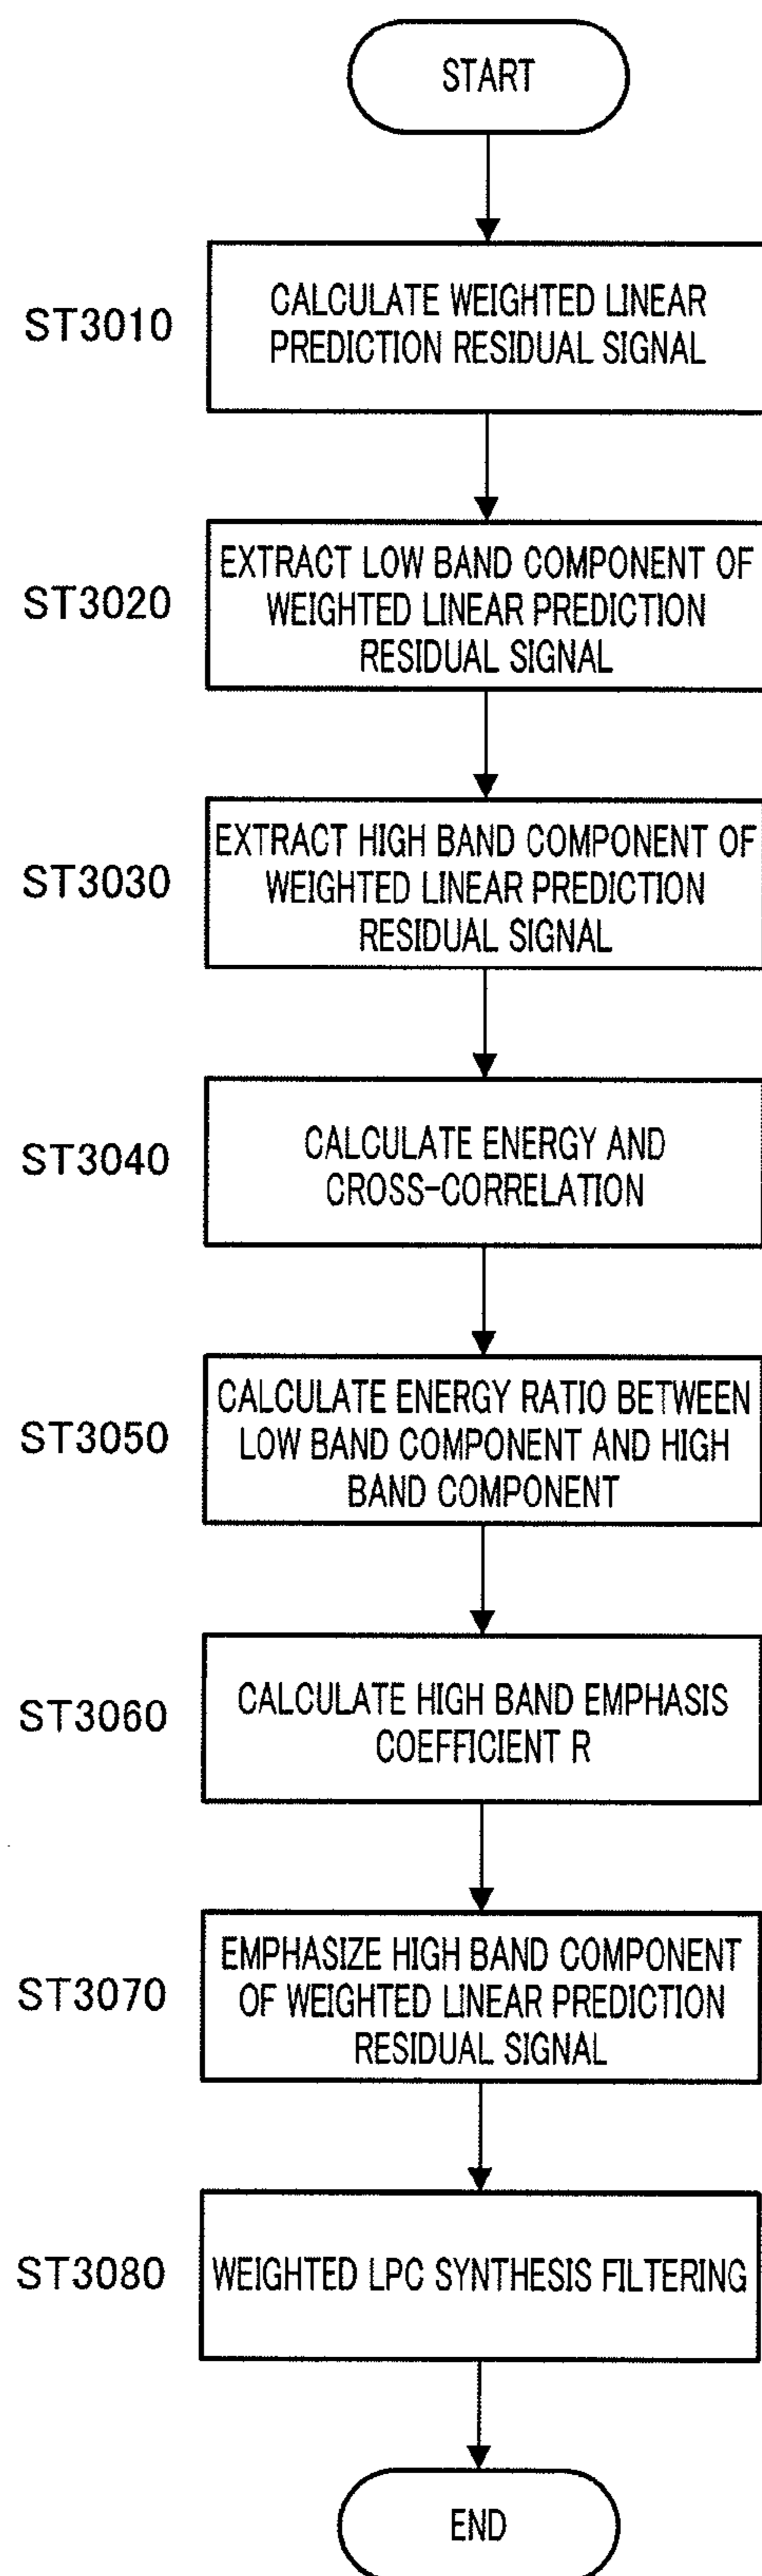 START
ST3010
CALCULATE WEIGHTED LINEAR
PREDICTION RESIDUAL SIGNAL
ST3020
EXTRACT LOW BAND COMPONENT OF
WEIGHTED LINEAR PREDICTION
RESIDUAL SIGNAL
ST3030
EXTRACT HIGH BAND COMPONENT OF
WEIGHTED LINEAR PREDICTION
RESIDUAL SIGNAL
ST3040
CALCULATE ENERGY AND
CROSS-CORRELATION
ST3050
CALCULATE ENERGY RATIO BETWEEN
LOW BAND COMPONENT AND HIGH
BAND COMPONENT
ST3060
CALCULATE HIGH BAND EMPHASIS
COEFFICIENT R
ST3070
EMPHASIZE HIGH BAND COMPONENT
OF WEIGHTED LINEAR PREDICTION
RESIDUAL SIGNAL
ST3080
WEIGHTED LPC SYNTHESIS FILTERING
END